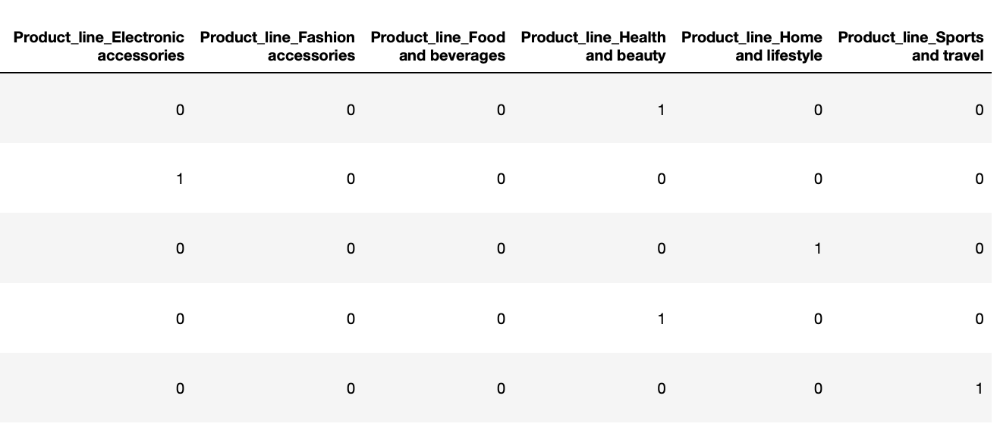 Product_line_Electronic Product_line_Fashion Product_line_Food Product_line_Health Product_line_Home Product_line_Sports
accessories accessories and beverages and beauty and lifestyle and travel
0 0 0 1 0 0
1 0 0 0 0 0
0 0 0 0 1 0
0 0 0 1 0 0
0 0 0 0 0 1